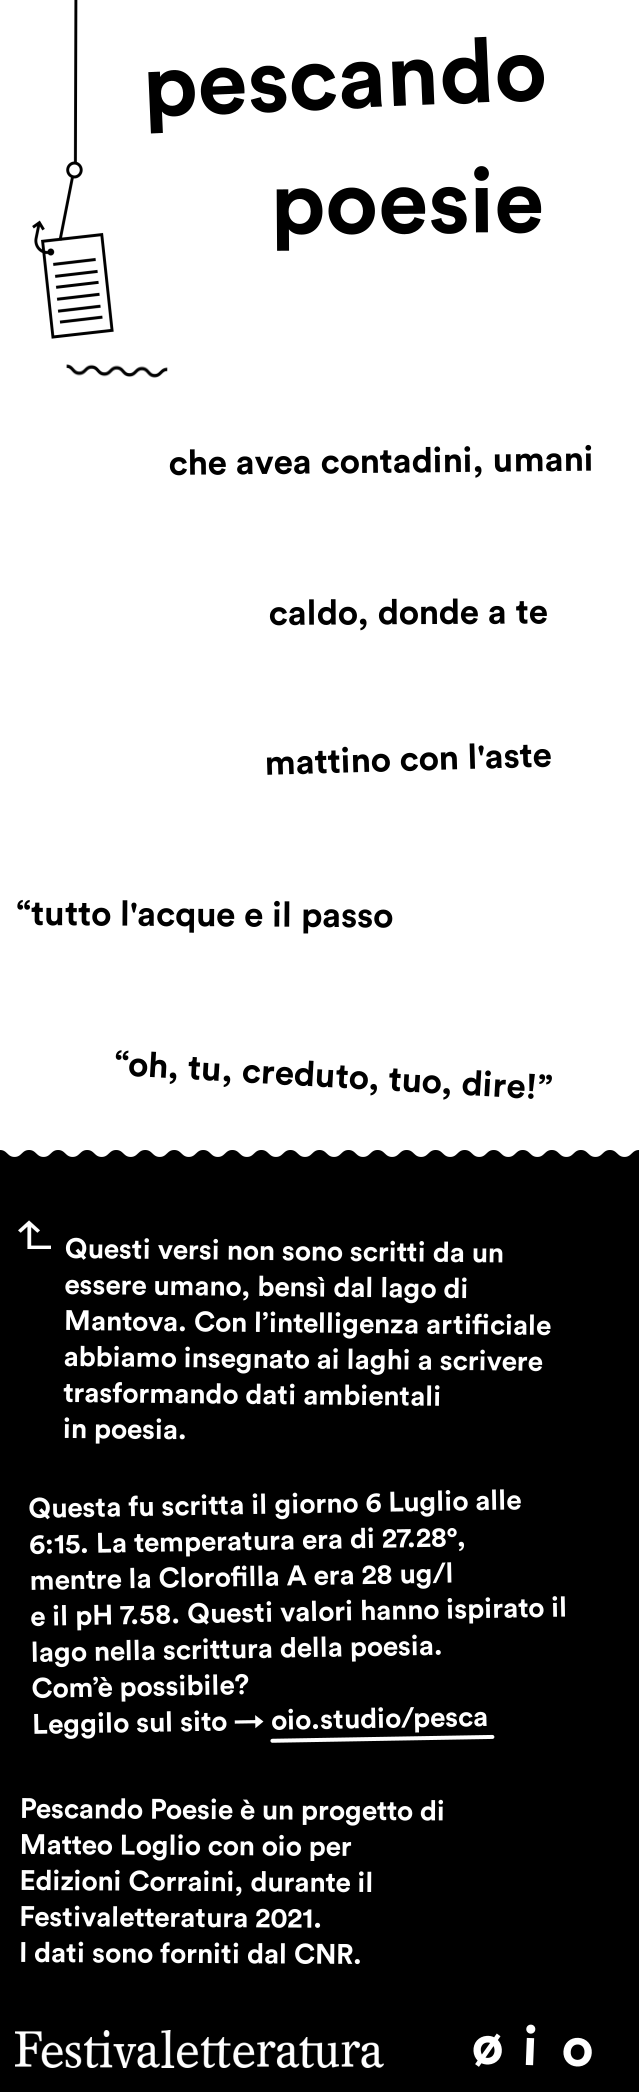 pescando
poesie
che avea contadini, umani
caldo, donde a te
mattino con l'aste
“tutto l'acque e il passo
“oh, tu, creduto, tuo, dire!”
Questi versi non sono scritti da un
essere umano, bensì dal lago di
Mantova. Con l’intelligenza artificiale
abbiamo insegnato ai laghi a scrivere
trasformando dati ambientali
in poesia.
Questa fu scritta il giorno 6 Luglio alle
6:15. La temperatura era di 27.28°,
mentre la Clorofilla A era 28 ug/l
e il pH 7.58. Questi valori hanno ispirato il
lago nella scrittura della poesia.
Com’è possibile?
Leggilo sul sito → oio.studio/pesca
Pescando Poesie è un progetto di
Matteo Loglio con oio per
Edizioni Corraini, durante il
Festivaletteratura 2021.
I dati sono forniti dal CNR.
Festivaletteratura
ø i o